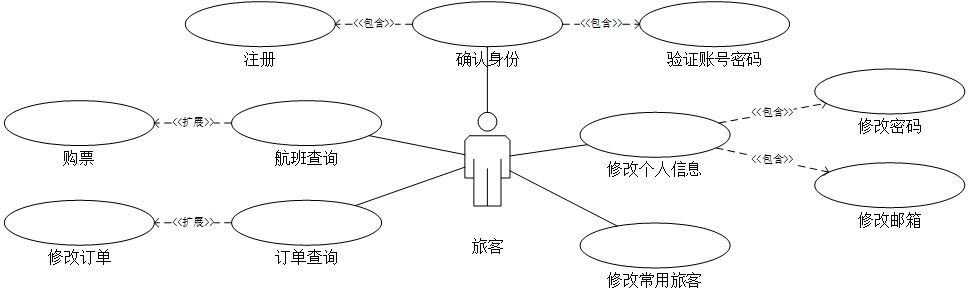 <<包含>>
<<包含>>
注册
确认身份
验证账号密码
<<包含>>
<<扩展>>
修改密码
购票
航班查询
<<包含>>
修改个人信息
<<扩展>>
修改邮箱
旅客
修改订单
订单查询
修改常用旅客